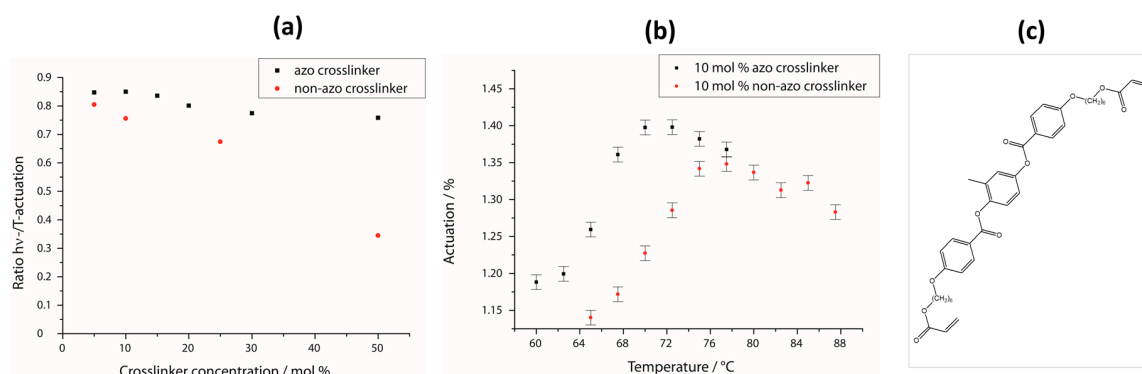 (a)
(b)
(c)
azo crosslinker
non-azo crosslinker
Ratio hν-/T-actuation
0.9
0.8
0.7
0.6
0.5
0.4
0.3
0.2
0.1
0
0 10 20 30 40 50
Crosslinker concentration / mol %
10 mol % azo crosslinker
10 mol % non-azo crosslinker
Actuation / %
1.45
1.40
1.35
1.30
1.25
1.20
1.15
60 64 68 72 76 80 84 88
Temperature / °C
O
(CH₂)₆
O
O
O
O
O
O
O
(CH₂)₆
O
O